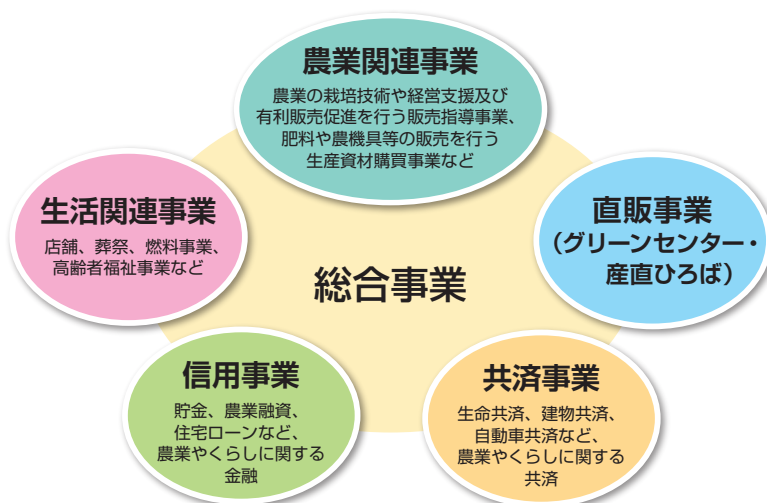 農業関連事業
農業の栽培技術や経営支援及び
有利販売促進を行う販売指導事業、
肥料や農機具等の販売を行う
生産資材購買事業など
生活関連事業
店舗、葬祭、燃料事業、
高齢者福祉事業など
直販事業
（グリーンセンター・
産直ひろば）
総合事業
信用事業
貯金、農業融資、
住宅ローンなど、
農業やくらしに関する
金融
共済事業
生命共済、建物共済、
自動車共済など、
農業やくらしに関する
共済